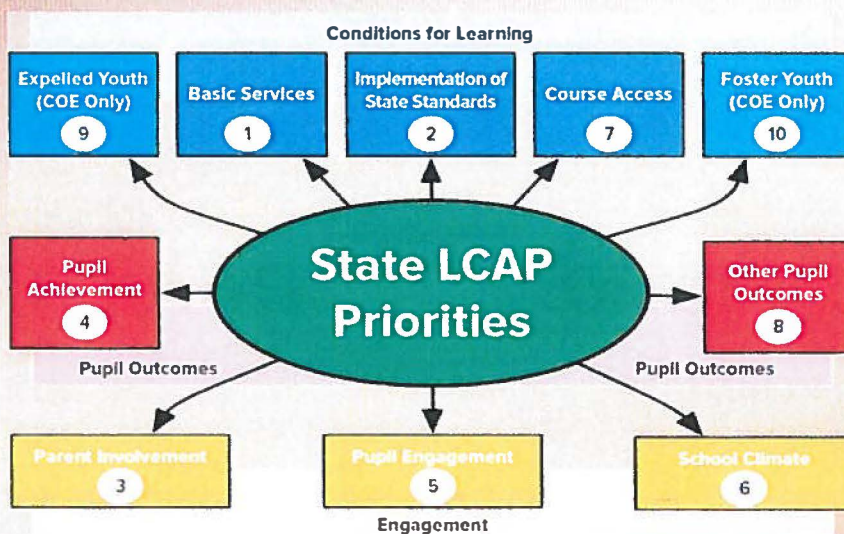 Conditions for Learning
Expelled Youth
(COE Only)
9
Basic Services
1
Implementation of
State Standards
2
Course Access
7
Foster Youth
(COE Only)
10
State LCAP
Priorities
Pupil
Achievement
4
Other Pupil
Outcomes
8
Pupil Outcomes
Pupil Outcomes
Parent Involvement
3
Pupil Engagement
5
School Climate
6
Engagement